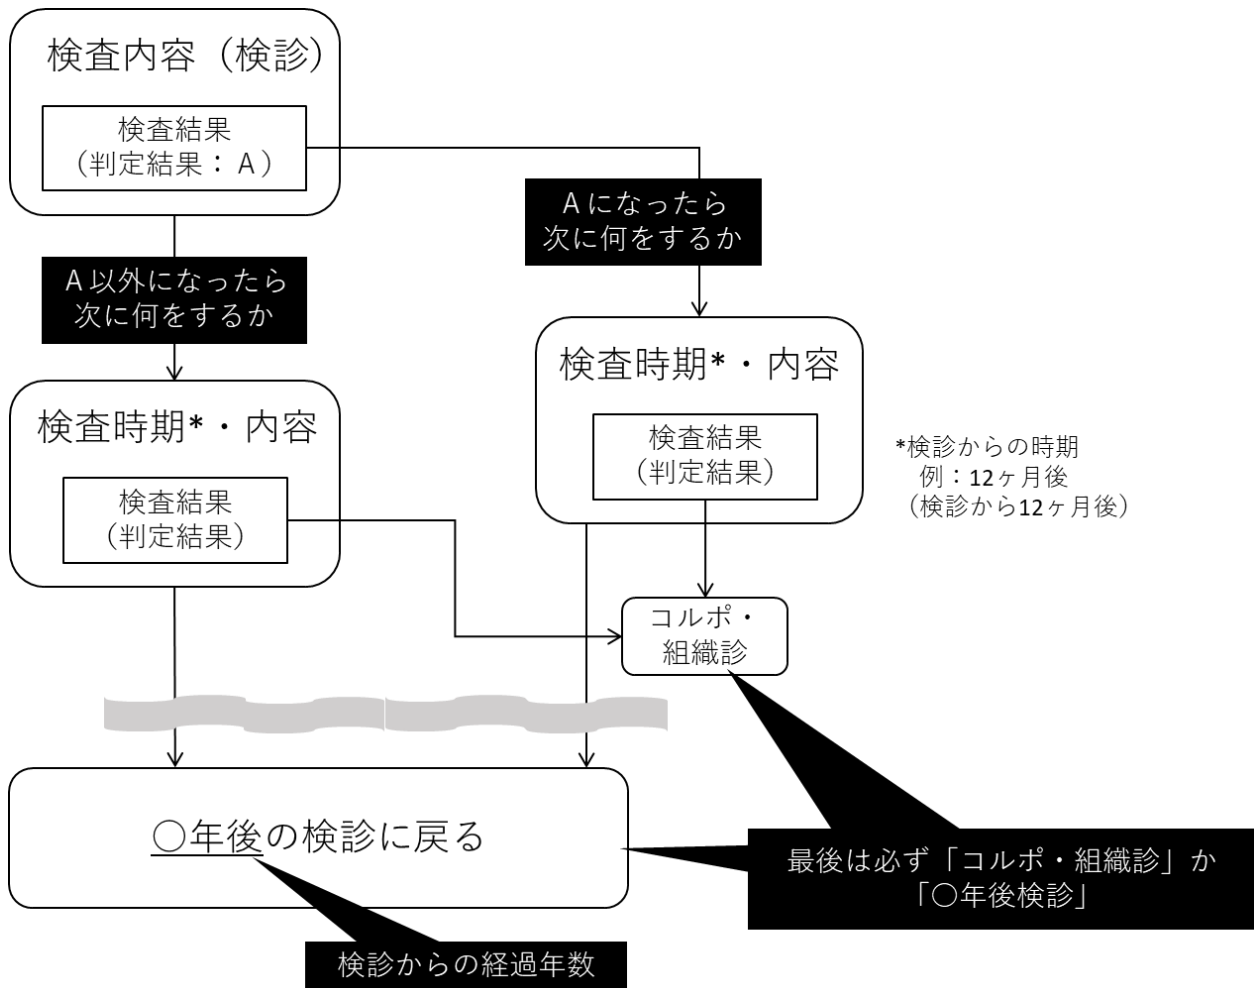 検査内容（検診）
検査結果
（判定結果：Ａ）
Ａになったら
次に何をするか
Ａ以外になったら
次に何をするか
検査時期*・内容
検査結果
（判定結果）
検査時期*・内容
検査結果
（判定結果）
*検診からの時期
例：12ヶ月後
（検診から12ヶ月後）
コルポ・
組織診
○年後の検診に戻る
最後は必ず「コルポ・組織診」か
「○年後検診」
検診からの経過年数